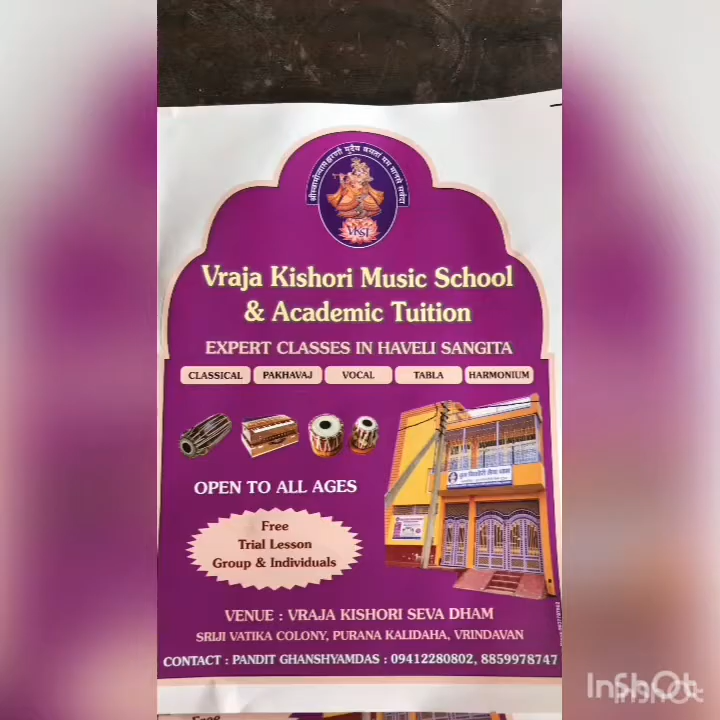 VKST
Vraja Kishori Music School
& Academic Tuition
EXPERT CLASSES IN HAVELI SANGITA
CLASSICAL PAKHAVAJ VOCAL TABLA HARMONIUM
OPEN TO ALL AGES
Free
Trial Lesson
Group & Individuals
VENUE : VRAJA KISHORI SEVA DHAM
SRIJI VATIKA COLONY, PURANA KALIDAHA, VRINDAVAN
CONTACT : PANDIT GHANSHYAMDAS : 09412280802, 8859978747
InShOt
Free